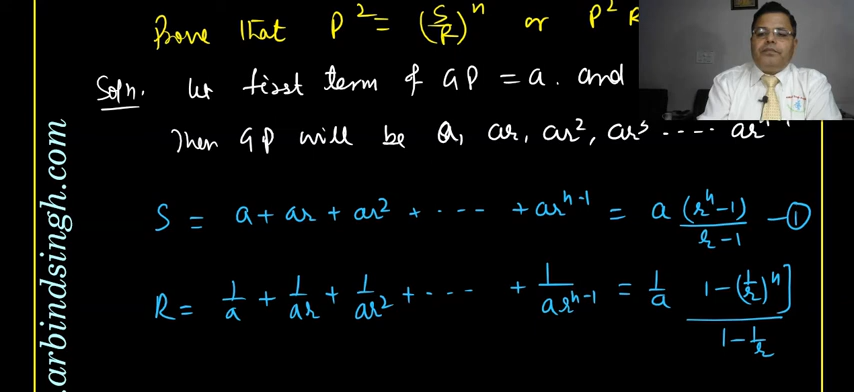 Prove that P² = (S/R)ⁿ or P² R
Solⁿ. let first term of GP = a. and
Then GP will be a, ar, ar², ar³ ..... ar
S = a + ar + ar² + .... + arⁿ⁻¹ = a (rⁿ-1)/(r-1) —①
R = 1/a + 1/ar + 1/ar² + .... + 1/arⁿ⁻¹ = 1/a 1-(1/r)ⁿ]/(1-1/r)
.arbindsingh.com